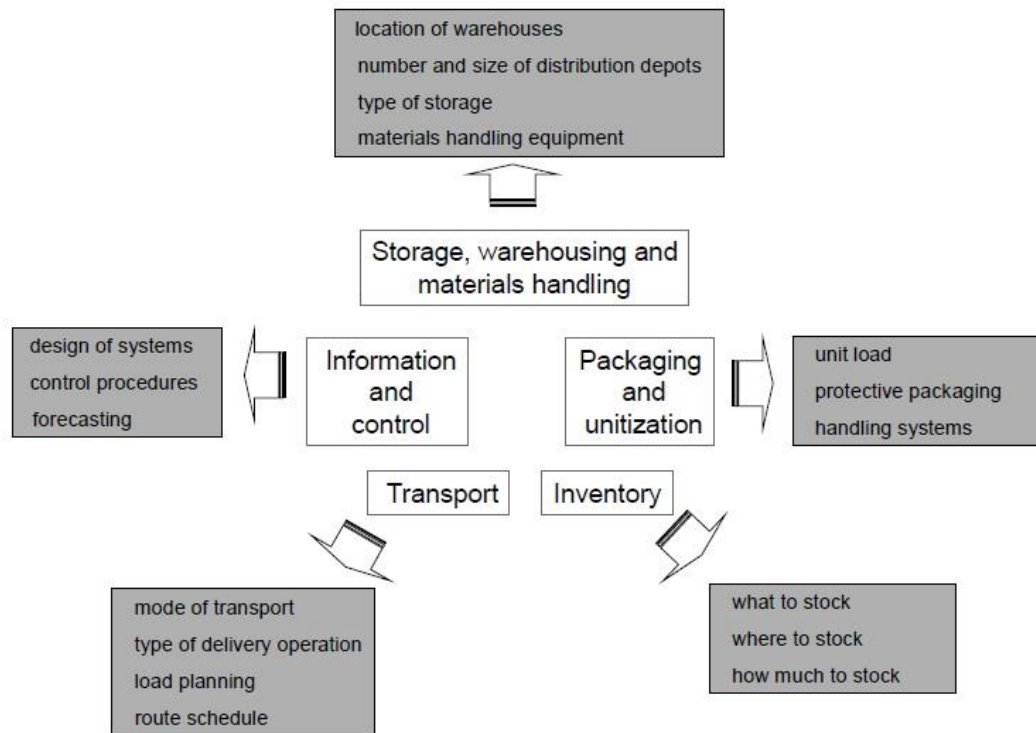 location of warehouses
number and size of distribution depots
type of storage
materials handling equipment
Storage, warehousing and
materials handling
design of systems
control procedures
forecasting
Information
and
control
Packaging
and
unitization
unit load
protective packaging
handling systems
Transport
Inventory
mode of transport
type of delivery operation
load planning
route schedule
what to stock
where to stock
how much to stock